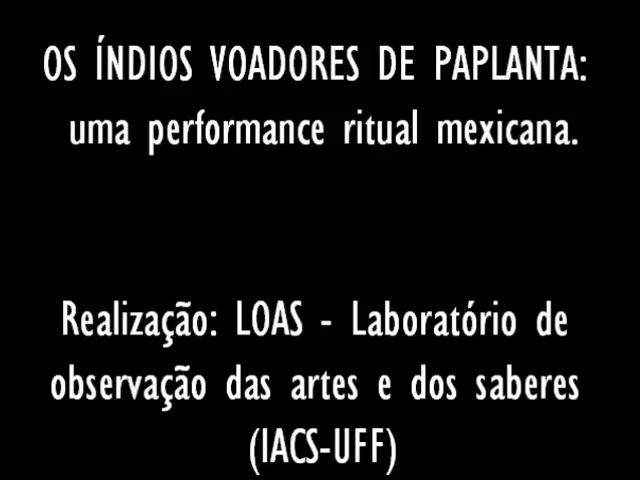 OS ÍNDIOS VOADORES DE PAPLANTA:
uma performance ritual mexicana.
Realização: LOAS - Laboratório de
observação das artes e dos saberes
(IACS-UFF)